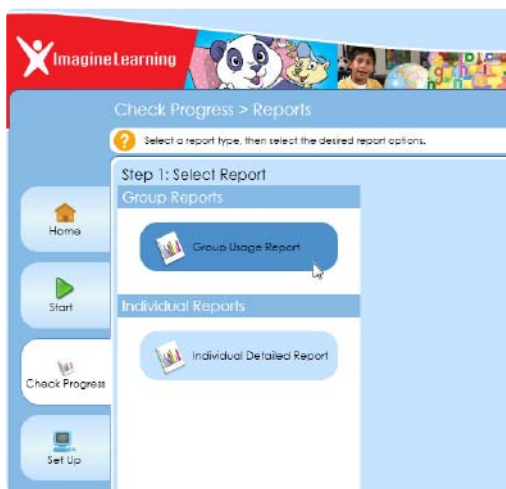 ImagineLearning
Check Progress > Reports
? Select a report type, then select the desired report options.
Step 1: Select Report
Group Reports
Group Usage Report
Individual Reports
Individual Detailed Report
Home
Start
Check Progress
Set Up